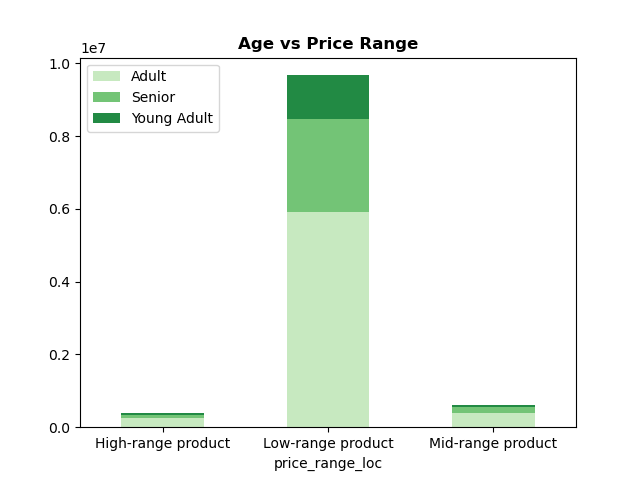 Age vs Price Range
1e7
Adult
Senior
Young Adult
1.0
0.8
0.6
0.4
0.2
0.0
High-range product Low-range product Mid-range product
price_range_loc